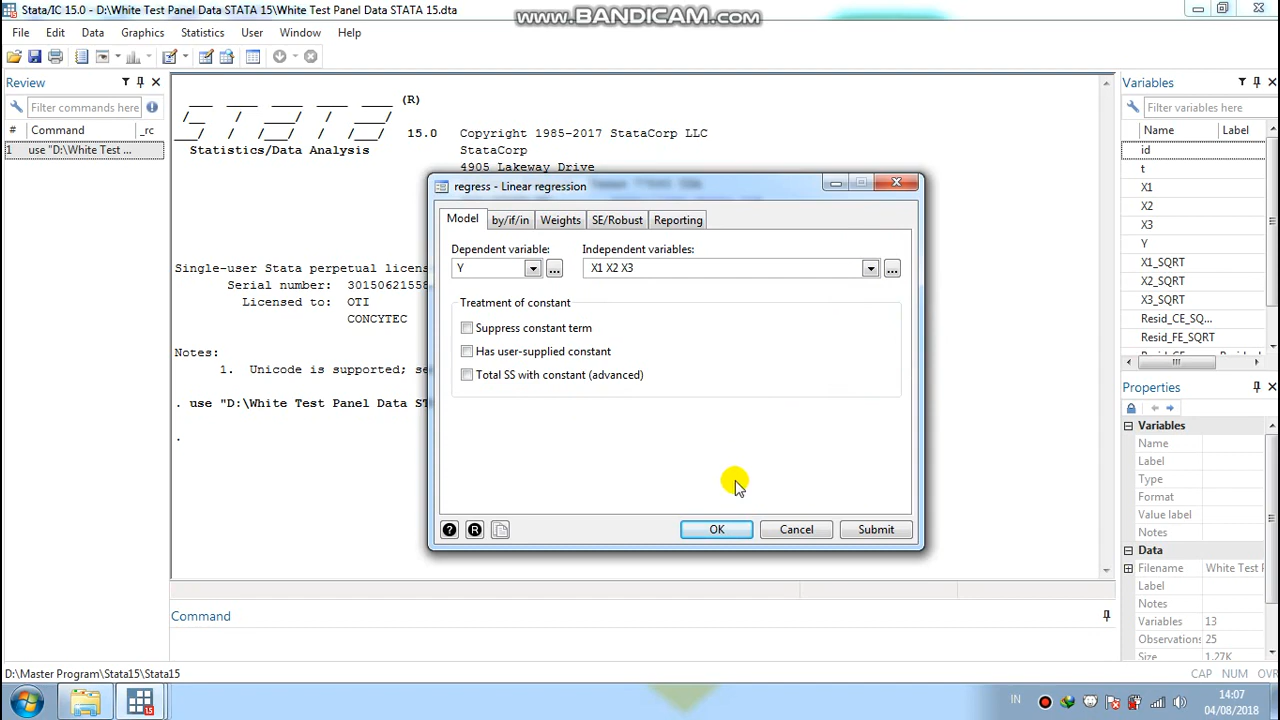 Stata/IC 15.0 - D:\White Test Panel Data STATA 15\White Test Panel Data STATA 15.dta
www.BANDICAM.com
File Edit Data Graphics Statistics User Window Help
Review
Filter commands here
# Command _rc
1 use "D:\White Test ...
(R)
15.0 Copyright 1985-2017 StataCorp LLC
Statistics/Data Analysis StataCorp
4905 Lakeway Drive
Single-user Stata perpetual licens
Serial number: 30150621558
Licensed to: OTI
CONCYTEC
Notes:
1. Unicode is supported; se
. use "D:\White Test Panel Data ST
.
regress - Linear regression
Model by/if/in Weights SE/Robust Reporting
Dependent variable: Independent variables:
Y ... X1 X2 X3 ...
Treatment of constant
Suppress constant term
Has user-supplied constant
Total SS with constant (advanced)
? R OK Cancel Submit
Variables
Filter variables here
Name Label
id
t
X1
X2
X3
Y
X1_SQRT
X2_SQRT
X3_SQRT
Resid_CE_SQ...
Resid_FE_SQRT
Properties
Variables
Name
Label
Type
Format
Value label
Notes
Data
Filename White Test P
Label
Notes
Variables 13
Observations 25
Size 1.27K
Command
D:\Master Program\Stata15\Stata15
CAP NUM OVR
15
IN
14:07
04/08/2018